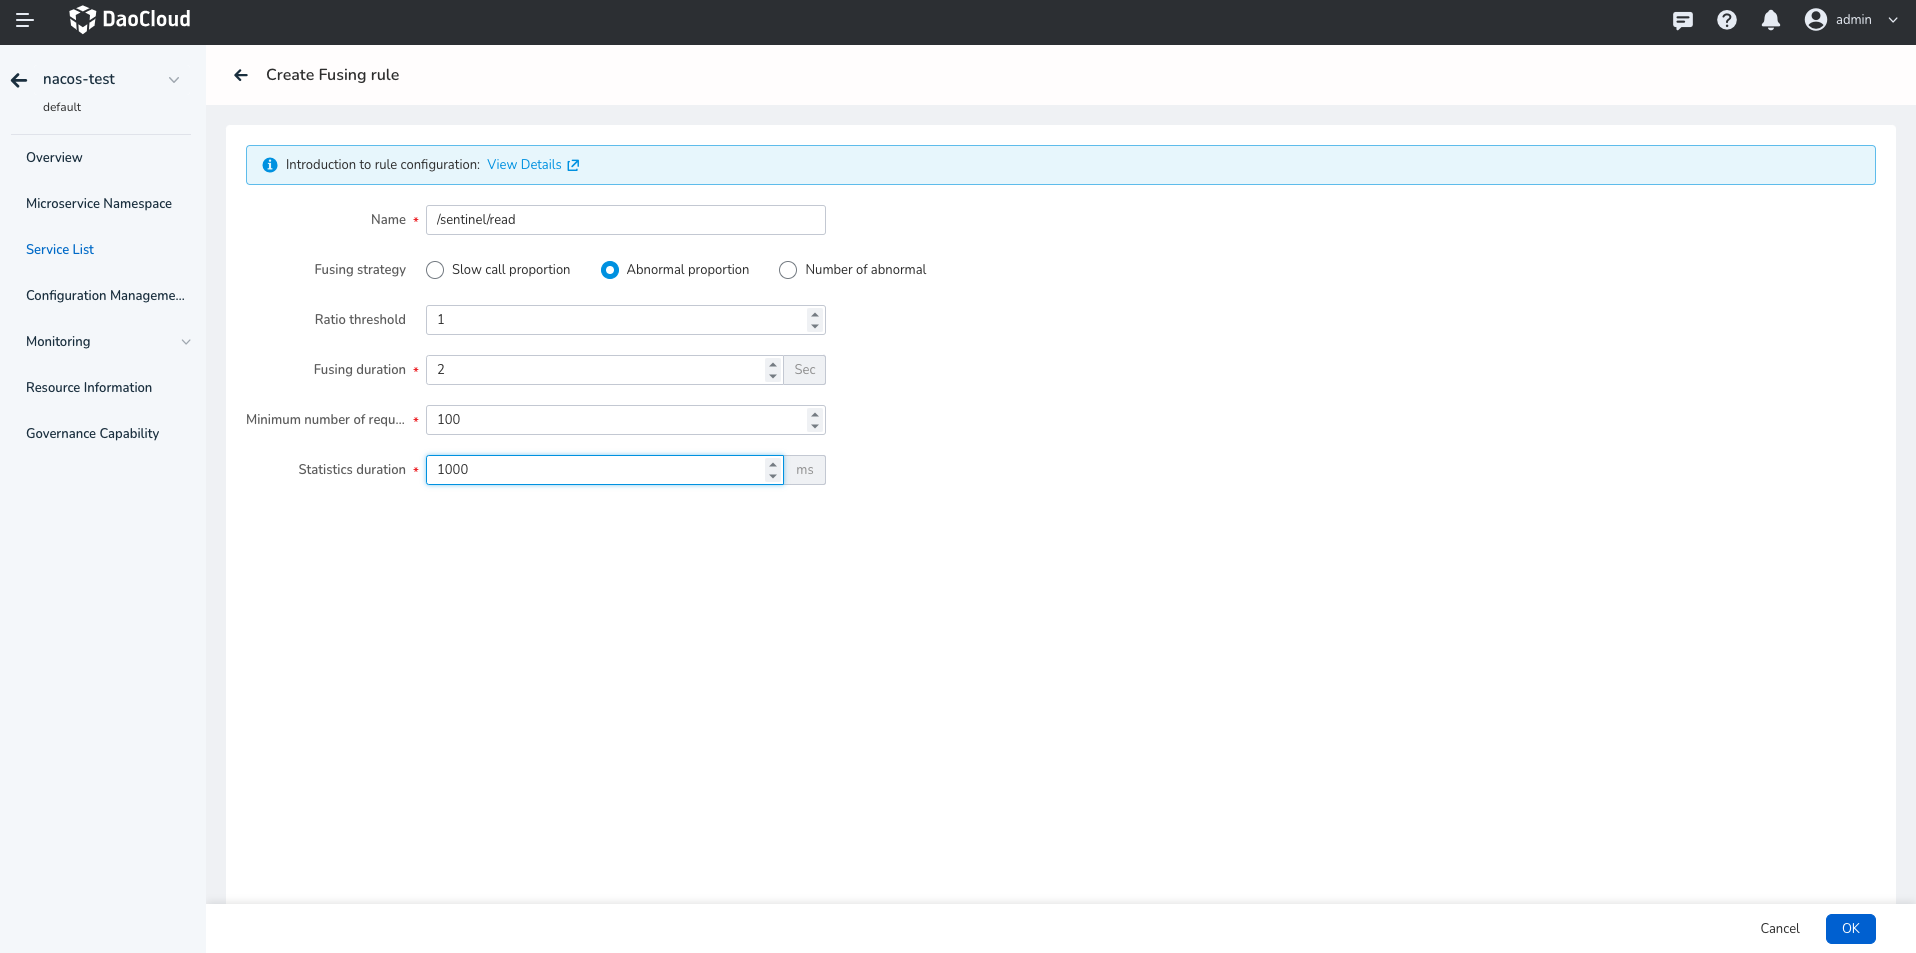 DaoCloud
admin
nacos-test
default
Overview
Microservice Namespace
Service List
Configuration Manageme...
Monitoring
Resource Information
Governance Capability
Create Fusing rule
Introduction to rule configuration: View Details
Name * /sentinel/read
Fusing strategy Slow call proportion Abnormal proportion Number of abnormal
Ratio threshold 1
Fusing duration * 2 Sec
Minimum number of requ... * 100
Statistics duration * 1000 ms
Cancel OK